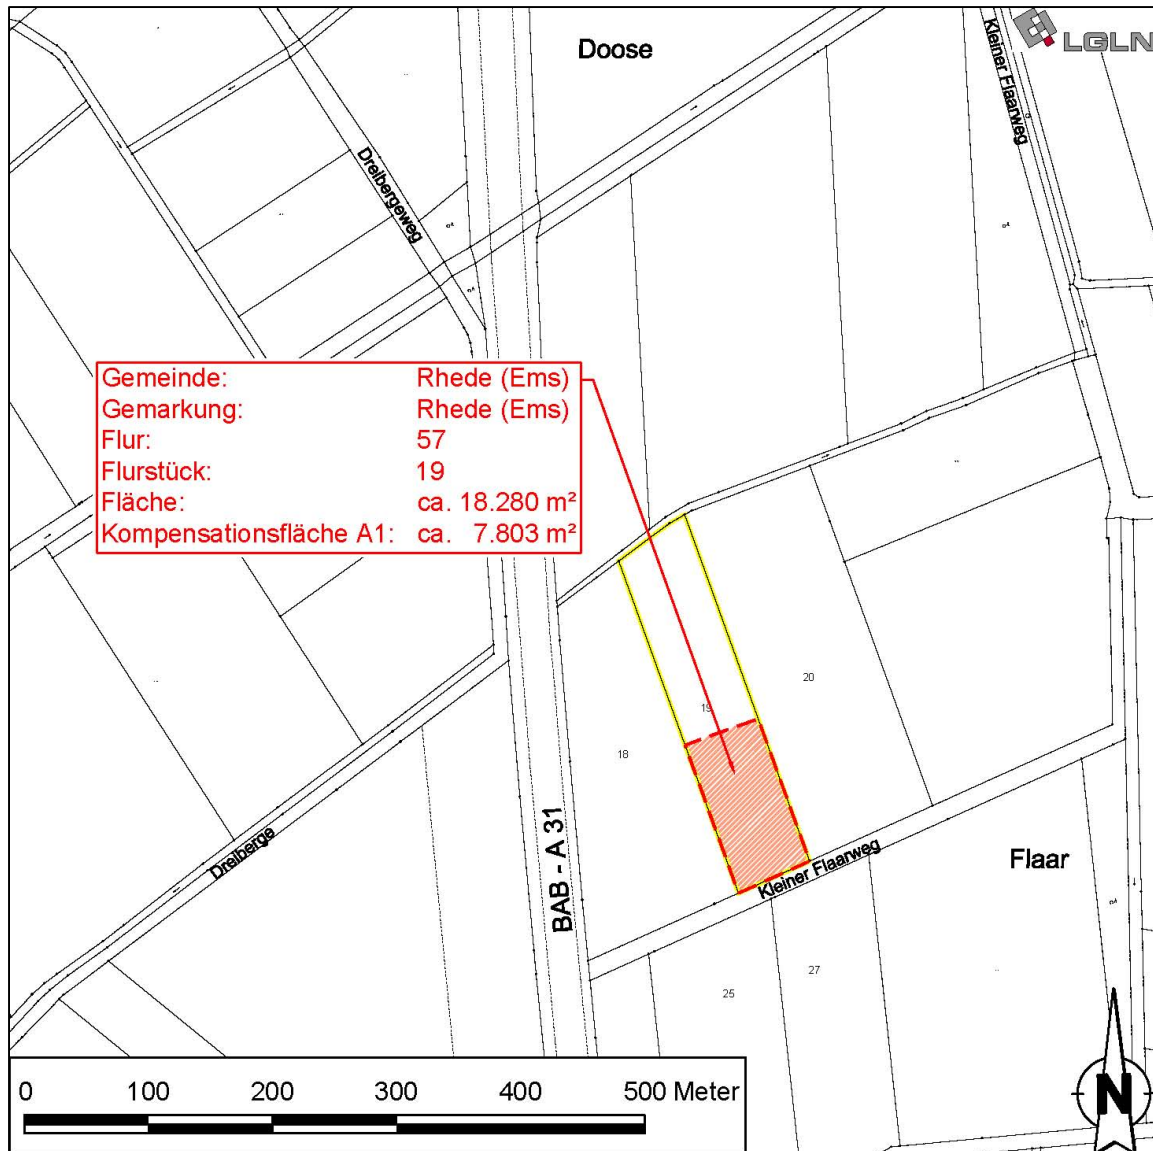 Doose
LGLN
Kleiner Flaarweg
Dreibergeweg
Gemeinde: Rhede (Ems)
Gemarkung: Rhede (Ems)
Flur: 57
Flurstück: 19
Fläche: ca. 18.280 m²
Kompensationsfläche A1: ca. 7.803 m²
20
19
18
BAB - A 31
Dreiberge
Kleiner Flaarweg
Flaar
27
25
0 100 200 300 400 500 Meter
N